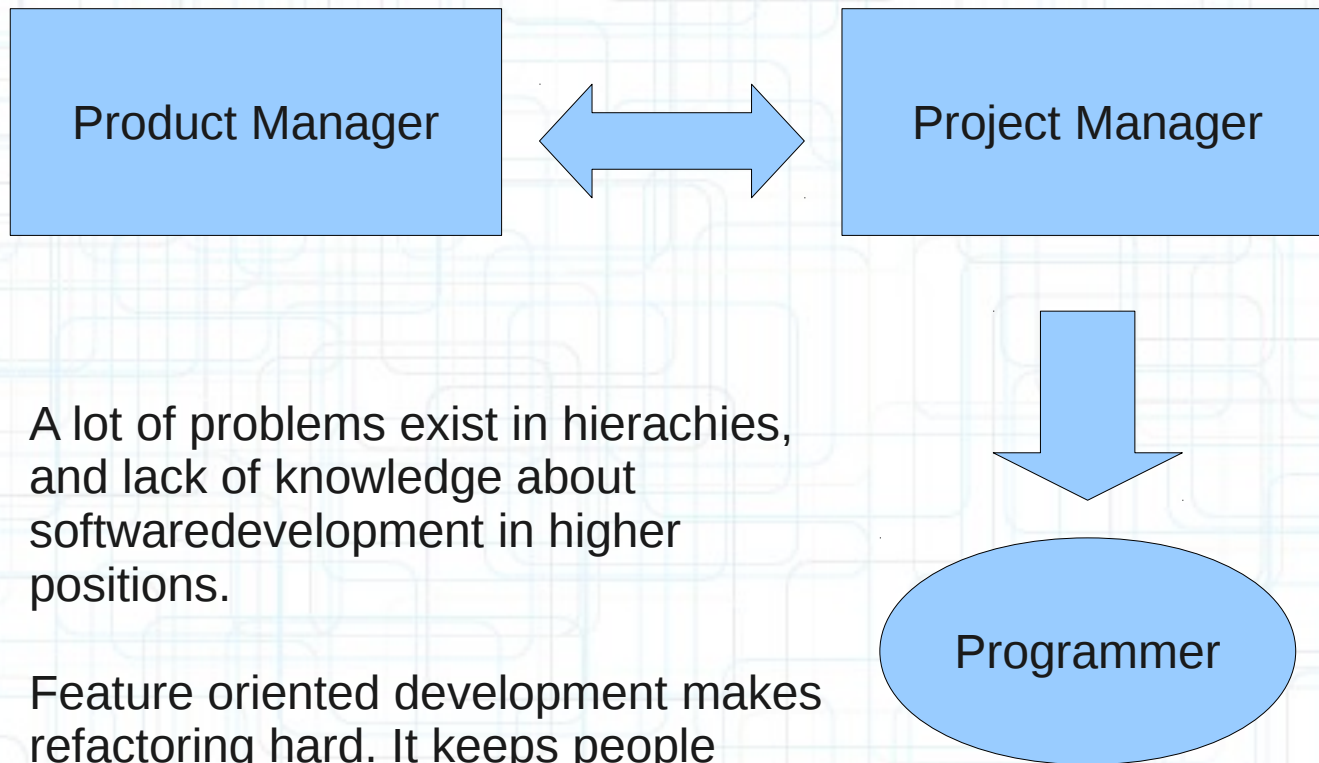 Product Manager
Project Manager
A lot of problems exist in hierachies,
and lack of knowledge about
softwaredevelopment in higher
positions.
Programmer
Feature oriented development makes
refactoring hard. It keeps people